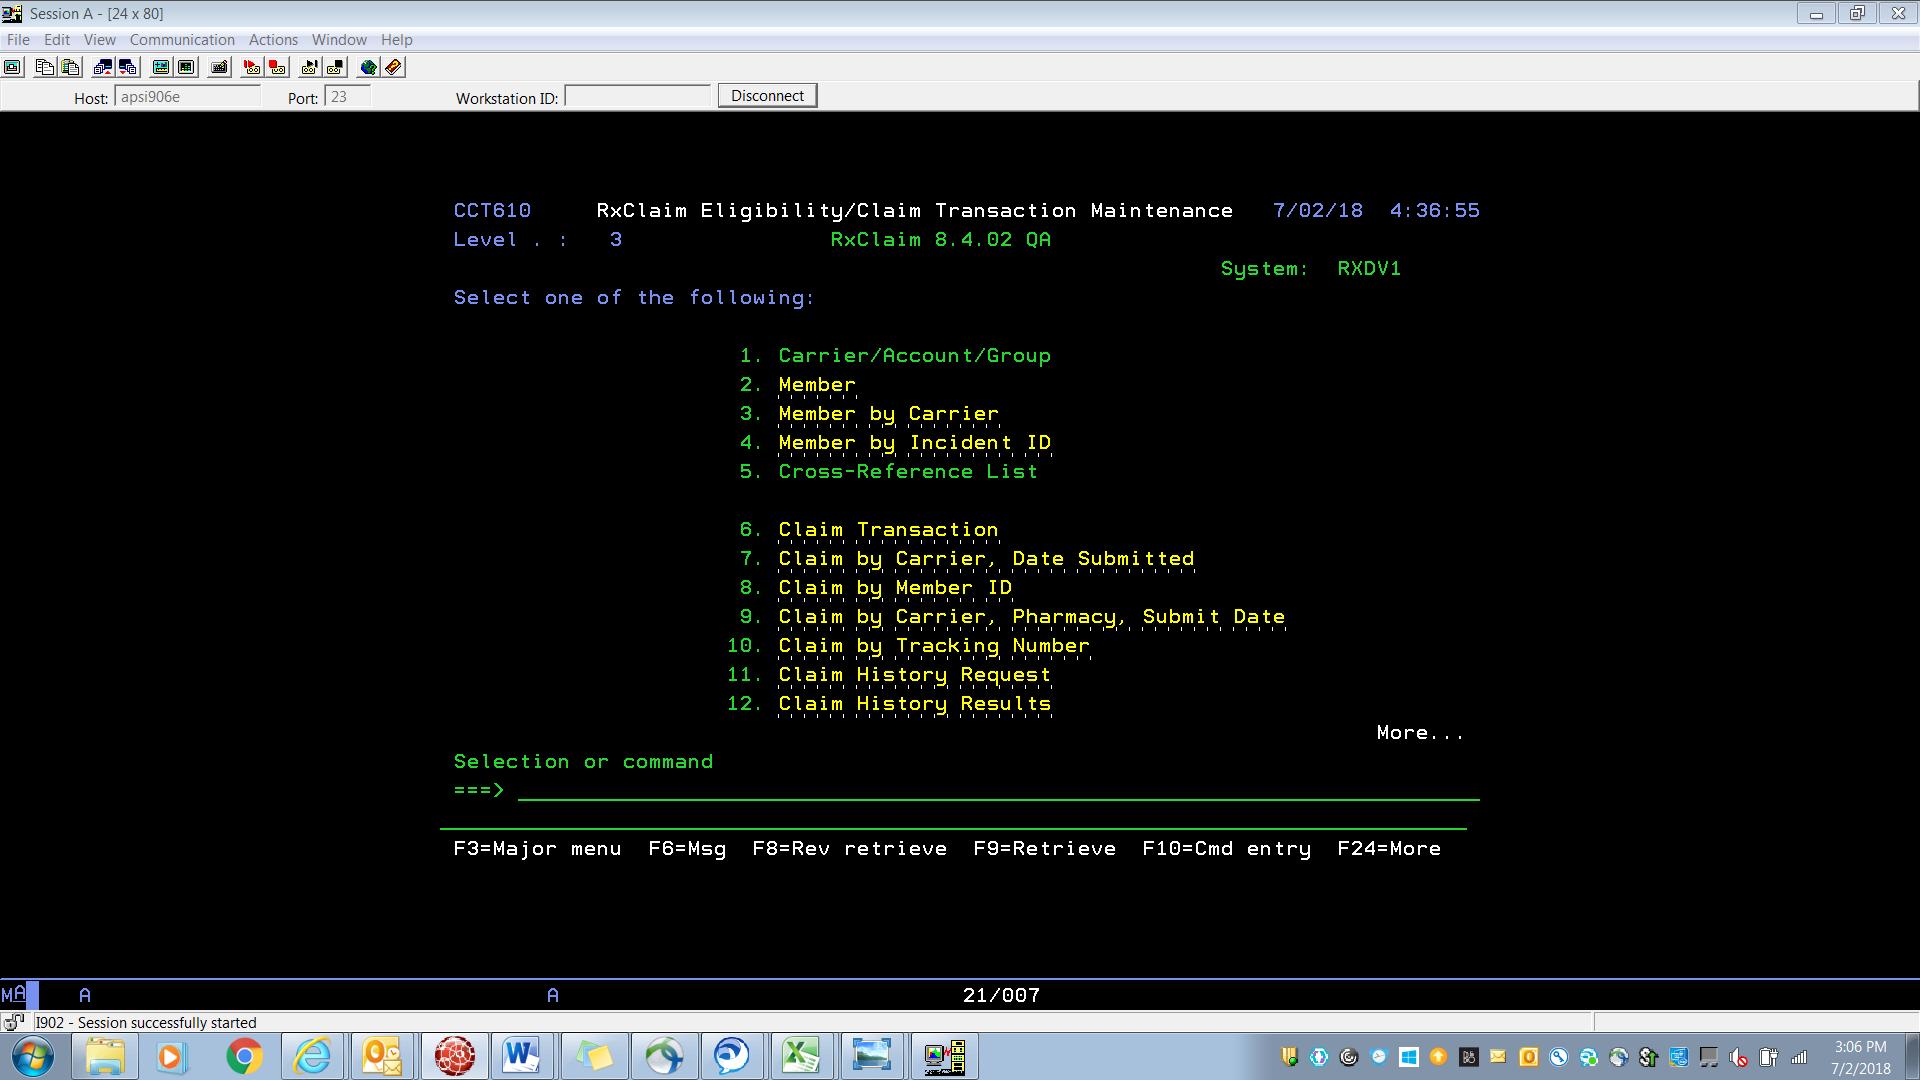 Session A - [24 x 80]
File Edit View Communication Actions Window Help
Host: apsi906e Port: 23 Workstation ID: Disconnect
CCT610 RxClaim Eligibility/Claim Transaction Maintenance 7/02/18 4:36:55
Level . : 3 RxClaim 8.4.02 QA
System: RXDV1
Select one of the following:
1. Carrier/Account/Group
2. Member
3. Member by Carrier
4. Member by Incident ID
5. Cross-Reference List
6. Claim Transaction
7. Claim by Carrier, Date Submitted
8. Claim by Member ID
9. Claim by Carrier, Pharmacy, Submit Date
10. Claim by Tracking Number
11. Claim History Request
12. Claim History Results
More...
Selection or command
===>
F3=Major menu F6=Msg F8=Rev retrieve F9=Retrieve F10=Cmd entry F24=More
MA A A 21/007
I902 - Session successfully started
3:06 PM
7/2/2018